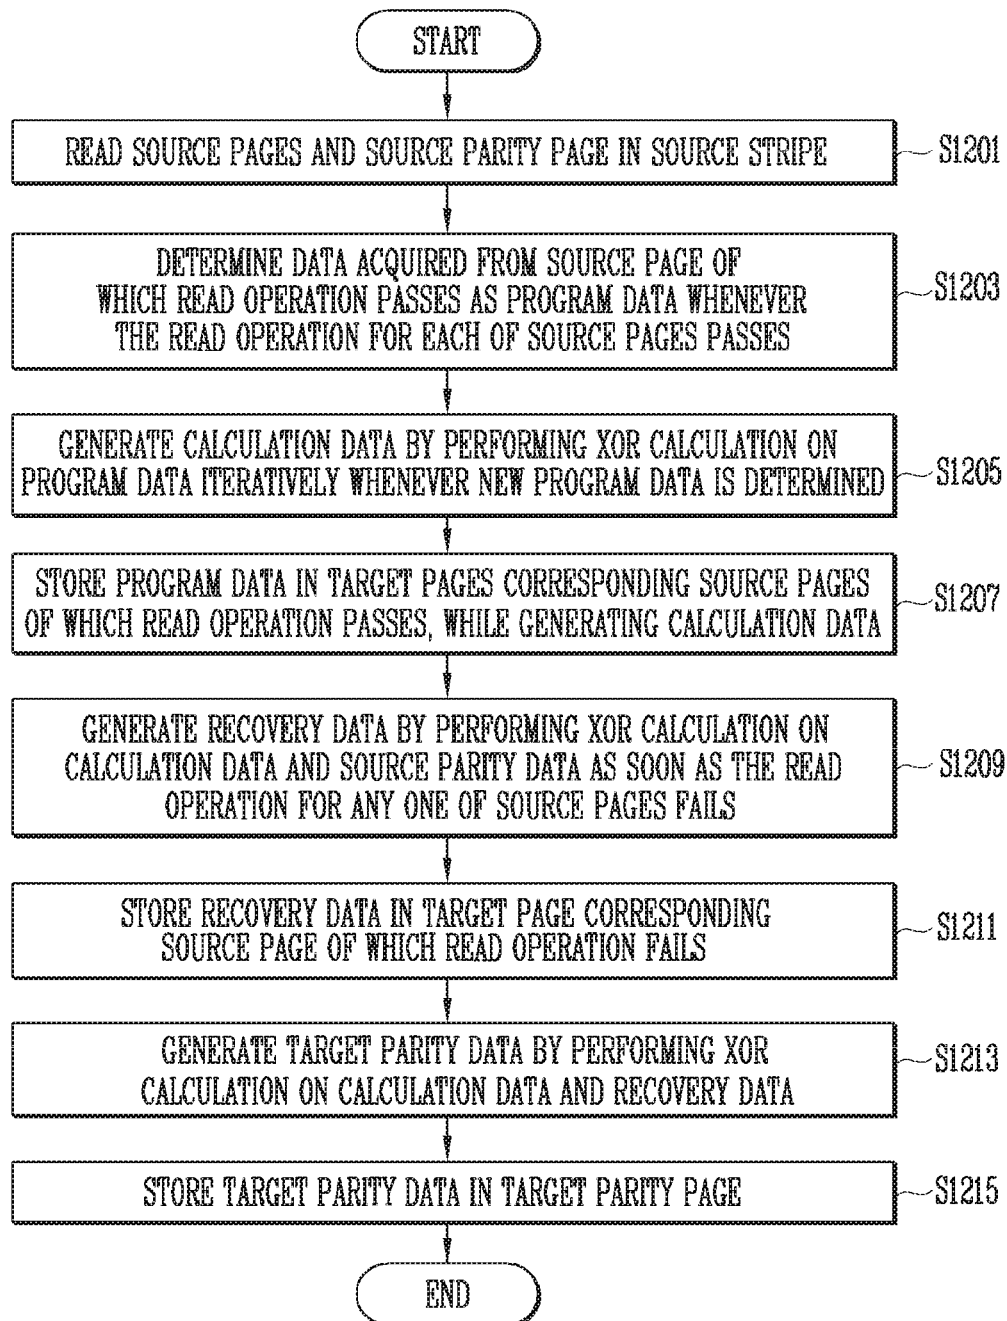 START
READ SOURCE PAGES AND SOURCE PARITY PAGE IN SOURCE STRIPE
S1201
DETERMINE DATA ACQUIRED FROM SOURCE PAGE OF
WHICH READ OPERATION PASSES AS PROGRAM DATA WHENEVER
THE READ OPERATION FOR EACH OF SOURCE PAGES PASSES
S1203
GENERATE CALCULATION DATA BY PERFORMING XOR CALCULATION ON
PROGRAM DATA ITERATIVELY WHENEVER NEW PROGRAM DATA IS DETERMINED
S1205
STORE PROGRAM DATA IN TARGET PAGES CORRESPONDING SOURCE PAGES
OF WHICH READ OPERATION PASSES, WHILE GENERATING CALCULATION DATA
S1207
GENERATE RECOVERY DATA BY PERFORMING XOR CALCULATION ON
CALCULATION DATA AND SOURCE PARITY DATA AS SOON AS THE READ
OPERATION FOR ANY ONE OF SOURCE PAGES FAILS
S1209
STORE RECOVERY DATA IN TARGET PAGE CORRESPONDING
SOURCE PAGE OF WHICH READ OPERATION FAILS
S1211
GENERATE TARGET PARITY DATA BY PERFORMING XOR
CALCULATION ON CALCULATION DATA AND RECOVERY DATA
S1213
STORE TARGET PARITY DATA IN TARGET PARITY PAGE
S1215
END